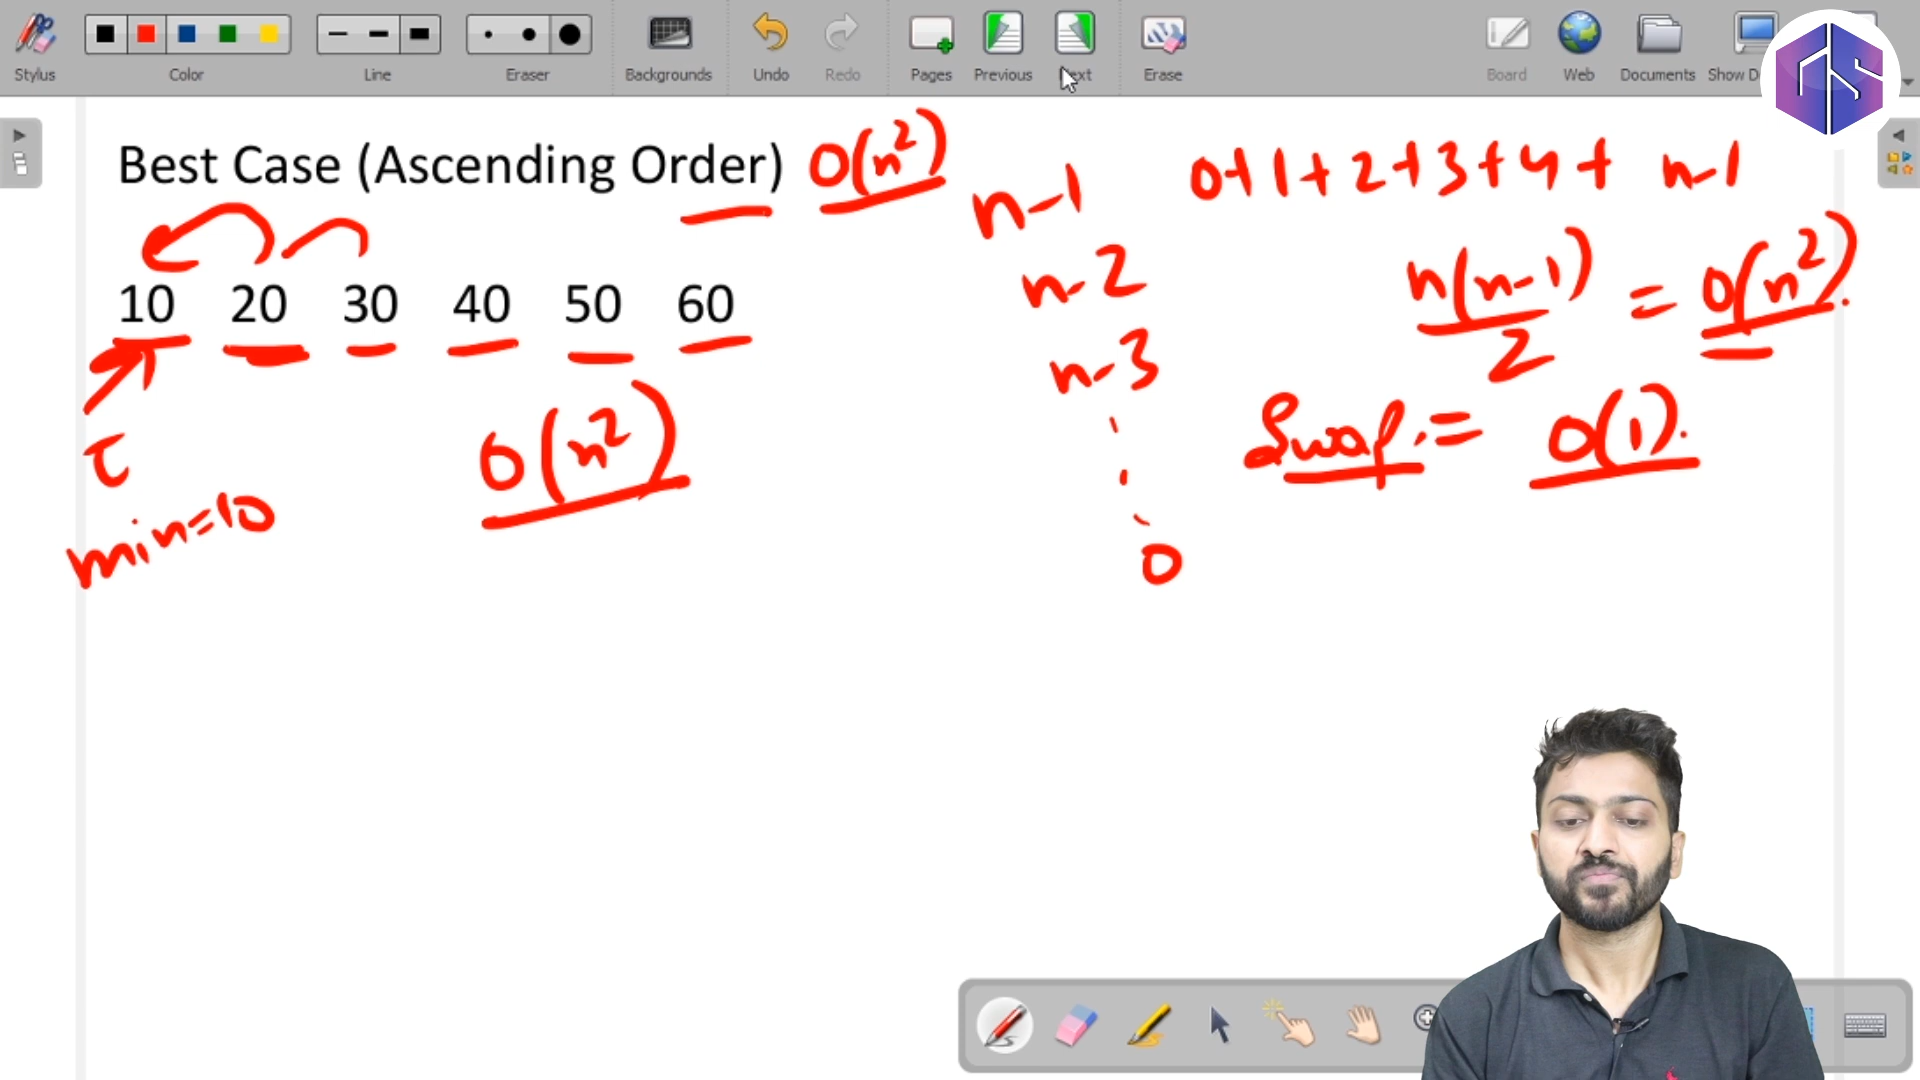 Stylus
Color
Line
Eraser
Backgrounds
Undo
Redo
Pages
Previous
Next
Erase
Board
Web
Documents
Show D
Best Case (Ascending Order) O(n²)
10 20 30 40 50 60
min=10
O(n²)
n-1
n-2
n-3
.
.
.
0
0+1+2+3+4+ n-1
n(n-1)/2 = O(n²).
Swap.= O(1).